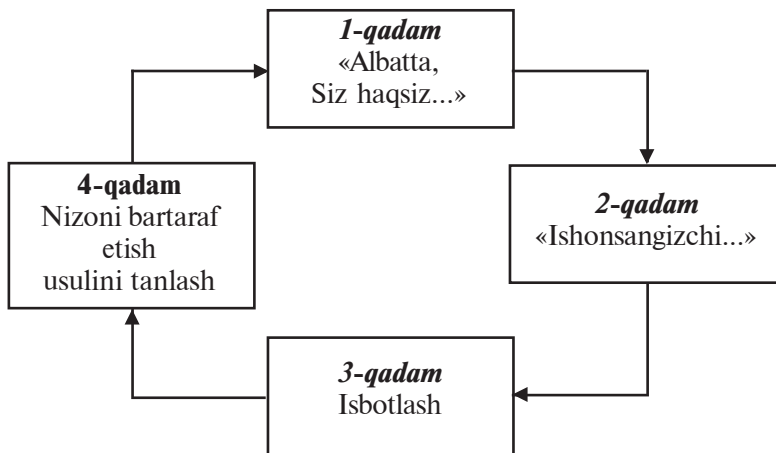 1-qadam
«Albatta,
Siz haqsiz...»
2-qadam
«Ishonsangizchi...»
3-qadam
Isbotlash
4-qadam
Nizoni bartaraf
etish
usulini tanlash